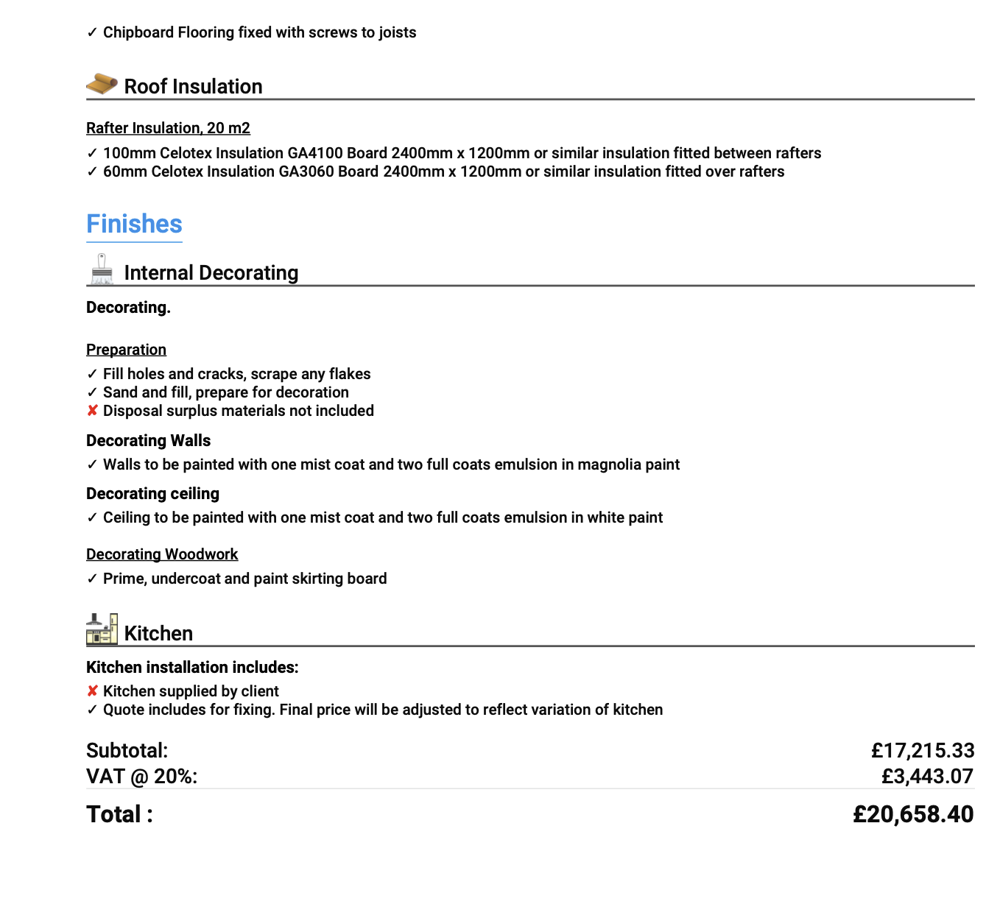 ✓ Chipboard Flooring fixed with screws to joists
Roof Insulation
Rafter Insulation, 20 m2
✓ 100mm Celotex Insulation GA4100 Board 2400mm x 1200mm or similar insulation fitted between rafters
✓ 60mm Celotex Insulation GA3060 Board 2400mm x 1200mm or similar insulation fitted over rafters
Finishes
Internal Decorating
Decorating.
Preparation
✓ Fill holes and cracks, scrape any flakes
✓ Sand and fill, prepare for decoration
✘ Disposal surplus materials not included
Decorating Walls
✓ Walls to be painted with one mist coat and two full coats emulsion in magnolia paint
Decorating ceiling
✓ Ceiling to be painted with one mist coat and two full coats emulsion in white paint
Decorating Woodwork
✓ Prime, undercoat and paint skirting board
Kitchen
Kitchen installation includes:
✘ Kitchen supplied by client
✓ Quote includes for fixing. Final price will be adjusted to reflect variation of kitchen
Subtotal: £17,215.33
VAT @ 20%: £3,443.07
Total : £20,658.40